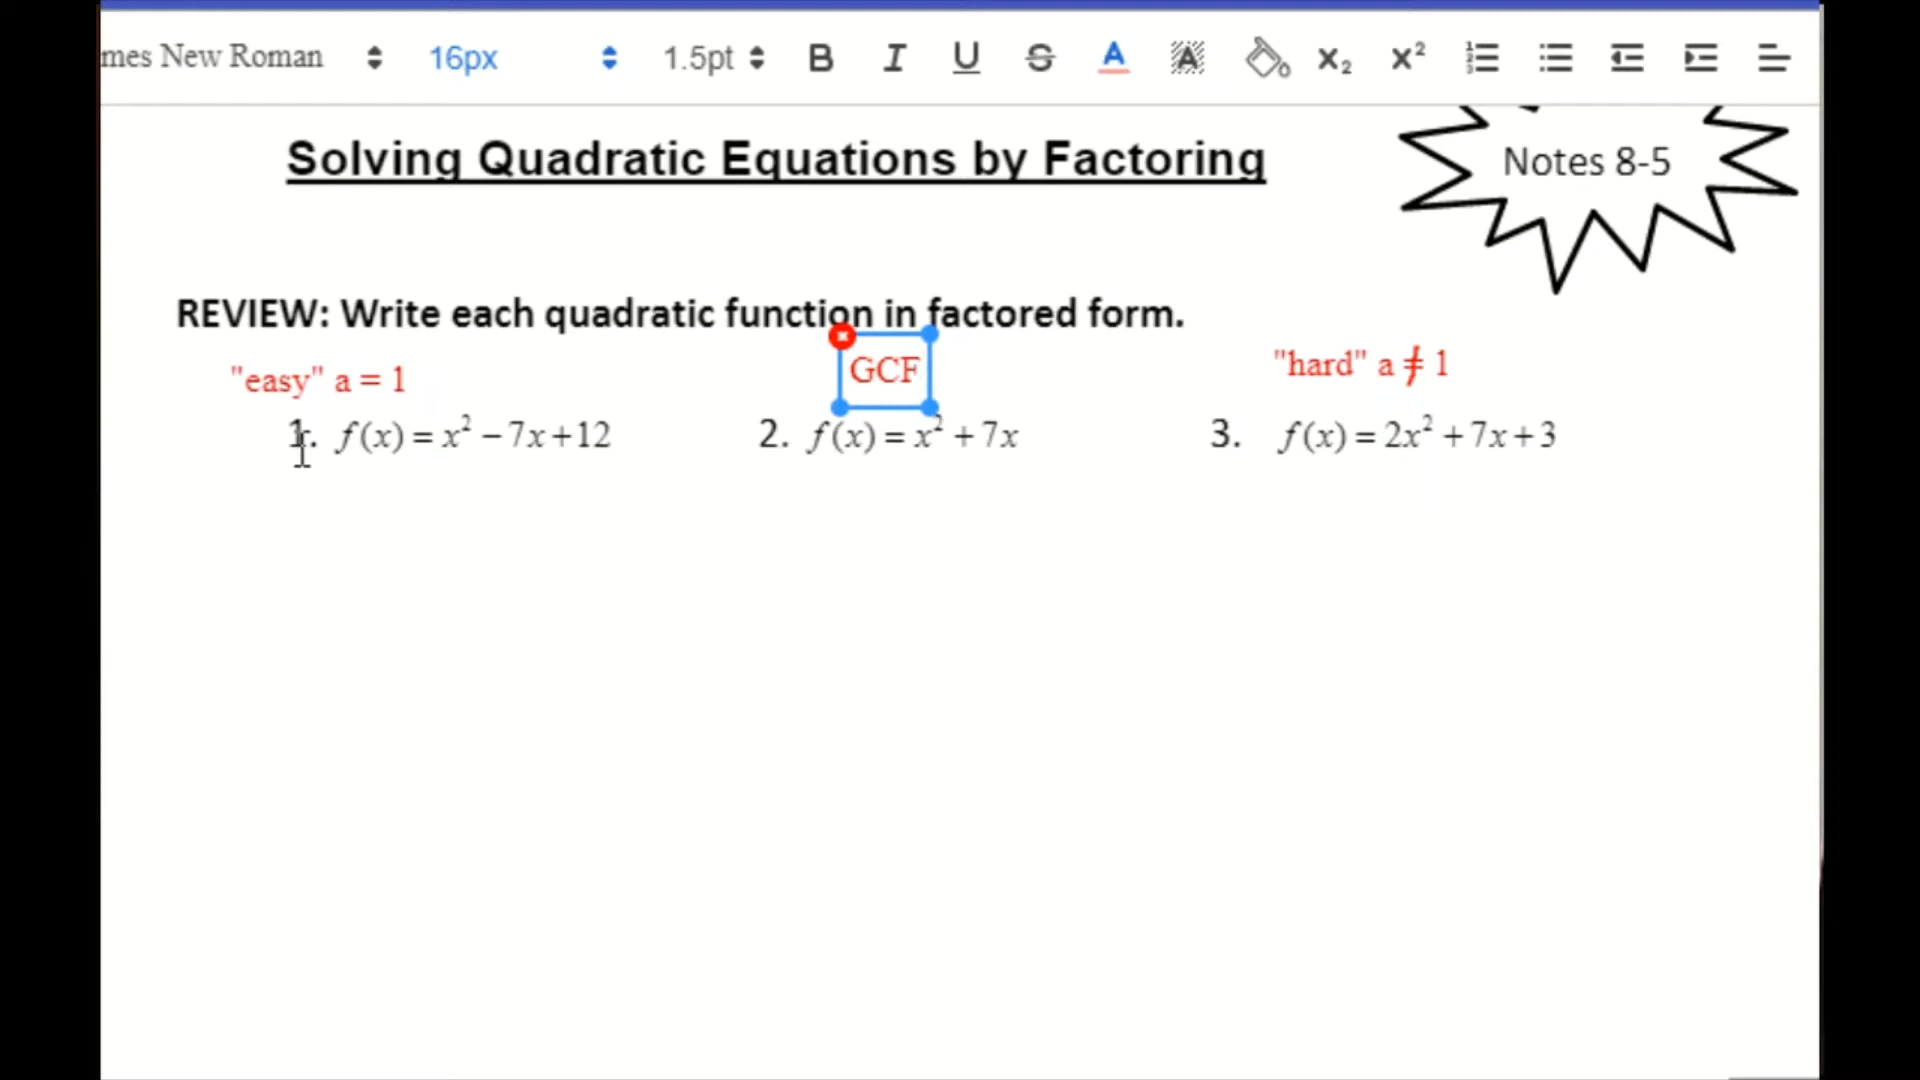 mes New Roman 16px 1.5pt B I U S A A x₂ x²
Solving Quadratic Equations by Factoring
Notes 8-5
REVIEW: Write each quadratic function in factored form.
"easy" a = 1 GCF "hard" a ≠ 1
1. f(x) = x² − 7x + 12 2. f(x) = x² + 7x 3. f(x) = 2x² + 7x + 3